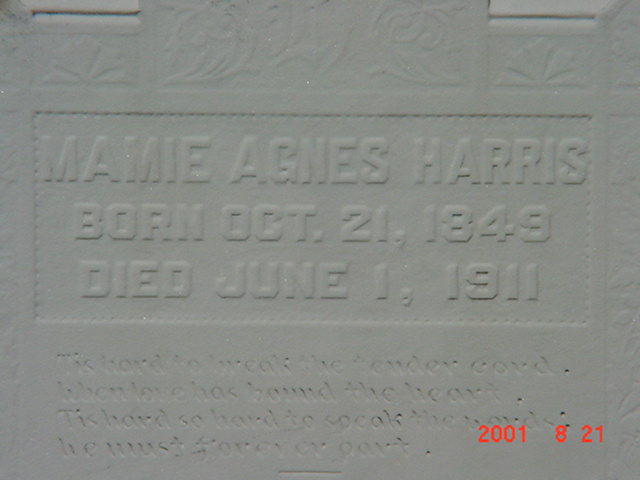 MAMIE AGNES HARRIS
BORN OCT. 21, 1849
DIED JUNE 1, 1911
'Tis hard to break the tender cord.
When love has bound the heart.
Tis hard so hard to speak the words:
We must forever part.
2001 8 21